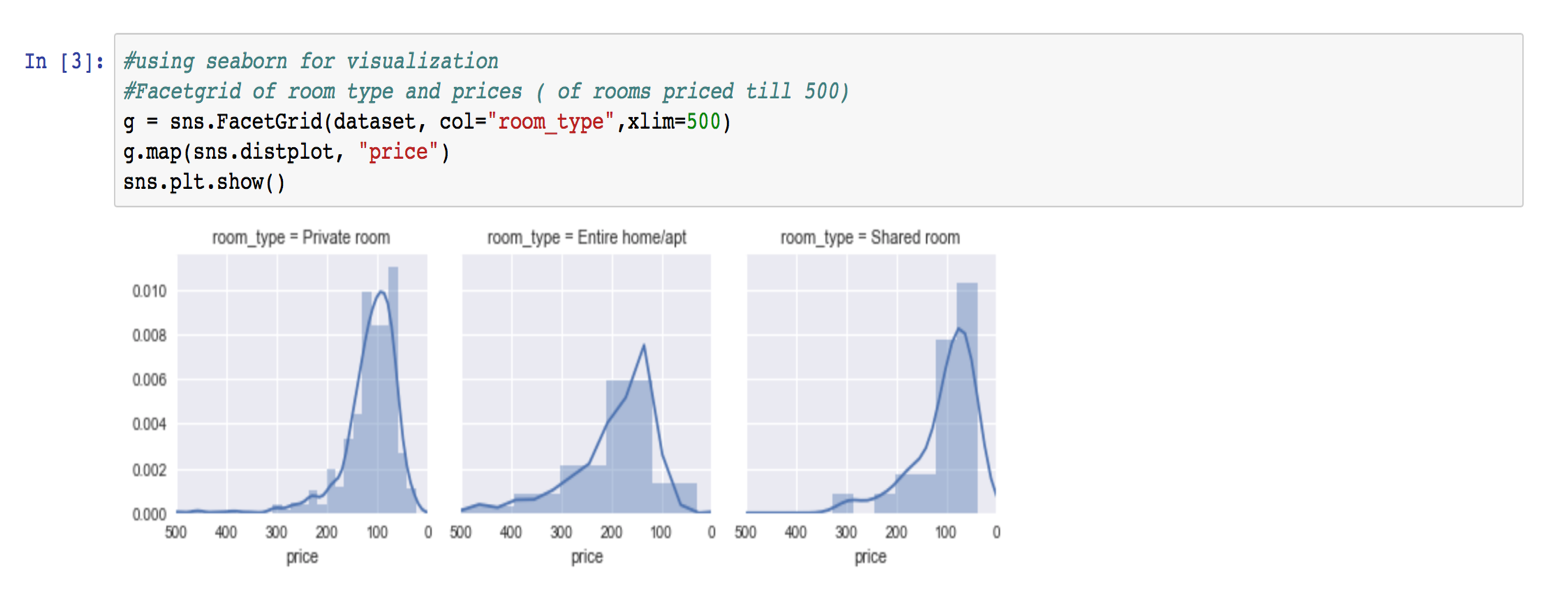 In [3]: #using seaborn for visualization
#Facetgrid of room type and prices ( of rooms priced till 500)
g = sns.FacetGrid(dataset, col="room_type",xlim=500)
g.map(sns.distplot, "price")
sns.plt.show()
room_type = Private room room_type = Entire home/apt room_type = Shared room
0.010
0.008
0.006
0.004
0.002
0.000
500 400 300 200 100 0 500 400 300 200 100 0 500 400 300 200 100 0
price price price